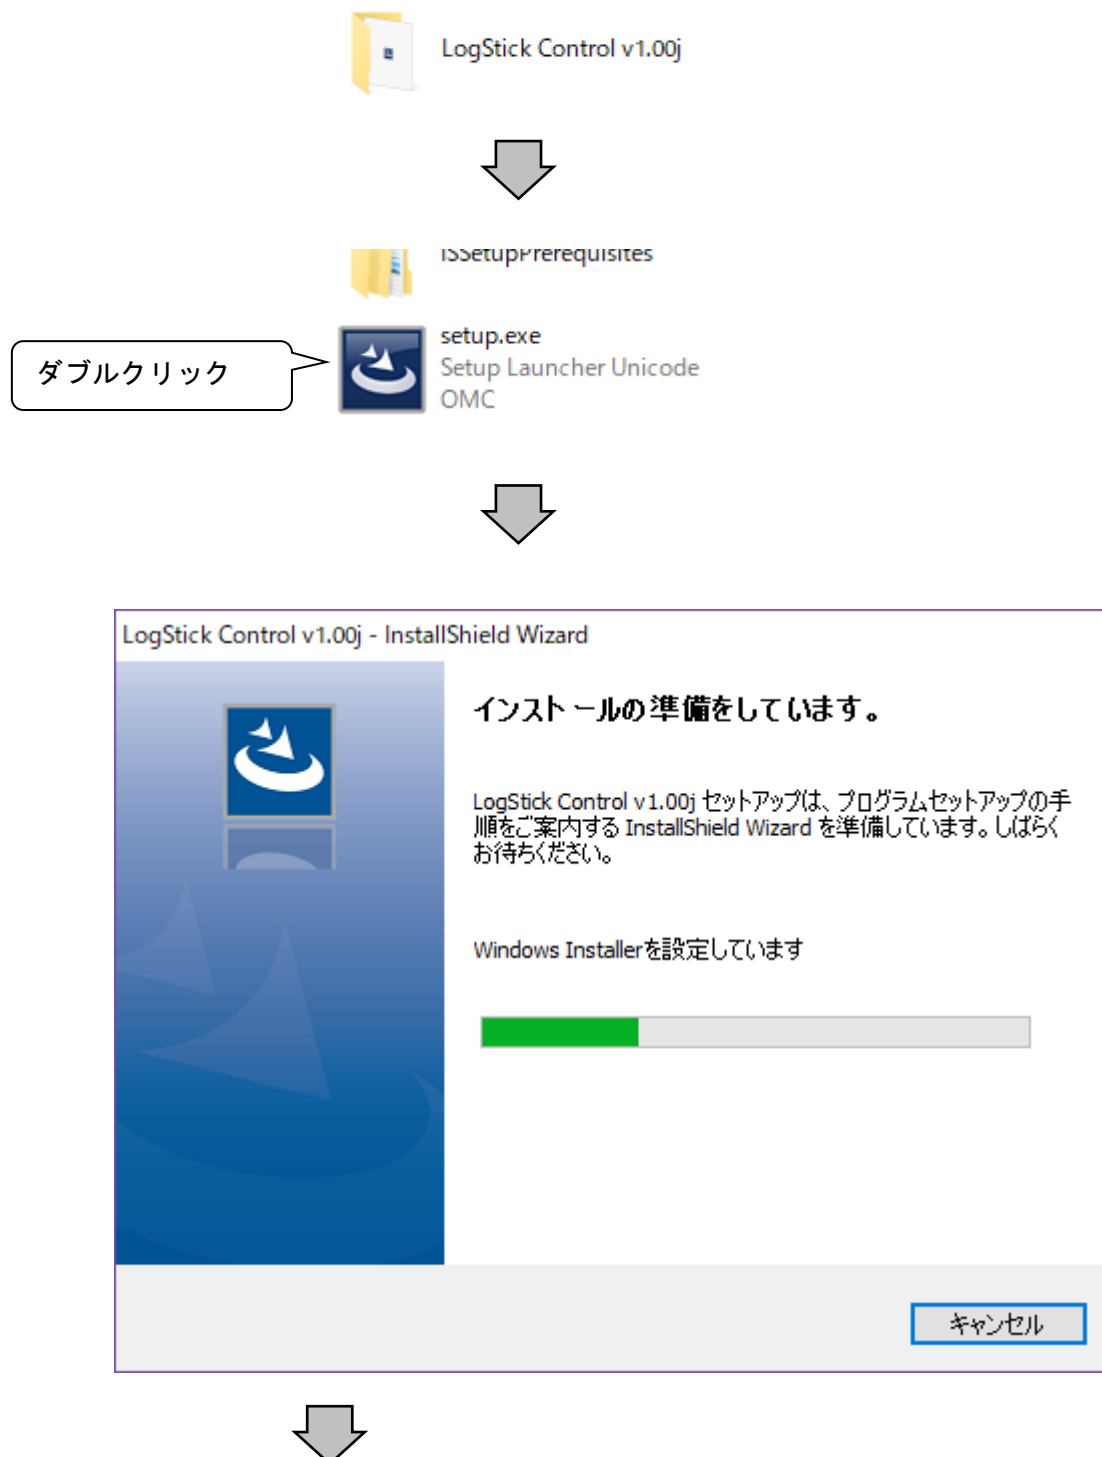 LogStick Control v1.00j
ISSetupPrerequisites
setup.exe
Setup Launcher Unicode
OMC
ダブルクリック
LogStick Control v1.00j - InstallShield Wizard
インストールの準備をしています。
LogStick Control v1.00j セットアップは、プログラムセットアップの手
順をご案内する InstallShield Wizard を準備しています。しばらく
お待ちください。
Windows Installerを設定しています
キャンセル